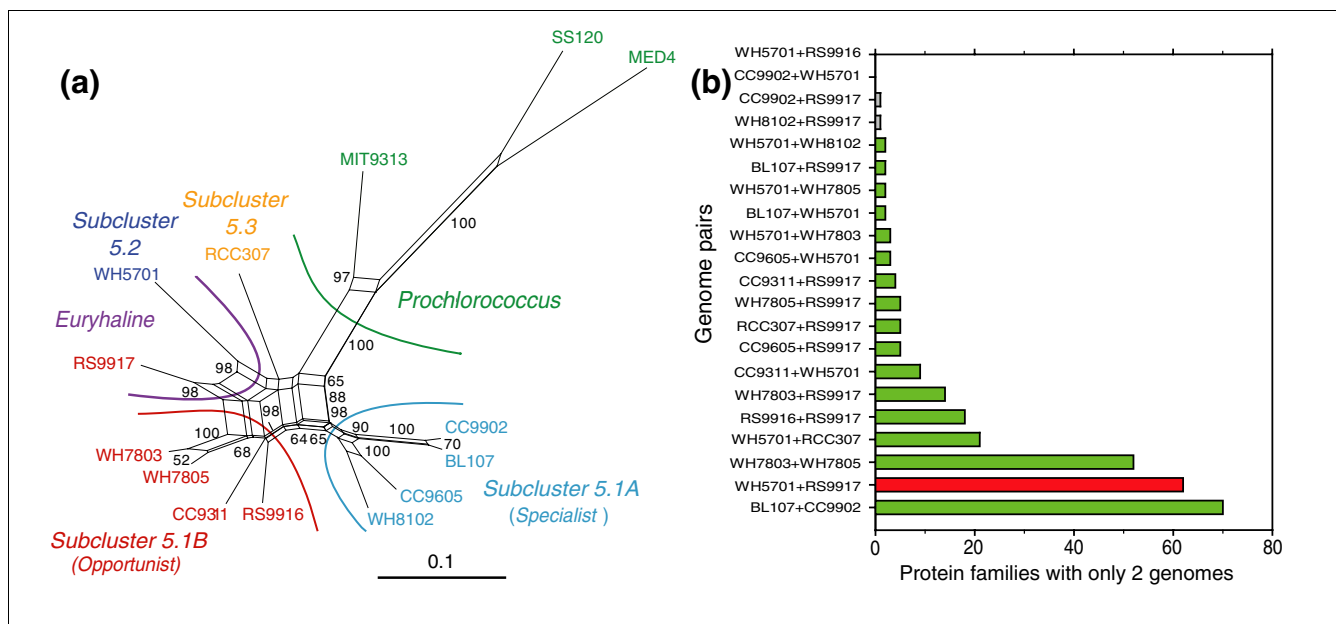 (a)
SS120
MED4
MIT9313
Subcluster
5.3
RCC307
Subcluster
5.2
WH5701
100
97
Prochlorococcus
Euryhaline
100
RS9917
98
98
65
88
98
98
CC9902
90
100
70
BL107
100
100
68
64
65
WH7803
52
WH7805
CC9605
Subcluster 5.1A
(Specialist )
CC9311
RS9916
WH8102
Subcluster 5.1B
(Opportunist)
0.1
(b)
Genome pairs
WH5701+RS9916
CC9902+WH5701
CC9902+RS9917
WH8102+RS9917
WH5701+WH8102
BL107+RS9917
WH5701+WH7805
BL107+WH5701
WH5701+WH7803
CC9605+WH5701
CC9311+RS9917
WH7805+RS9917
RCC307+RS9917
CC9605+RS9917
CC9311+WH5701
WH7803+RS9917
RS9916+RS9917
WH5701+RCC307
WH7803+WH7805
WH5701+RS9917
BL107+CC9902
0 20 40 60 80
Protein families with only 2 genomes